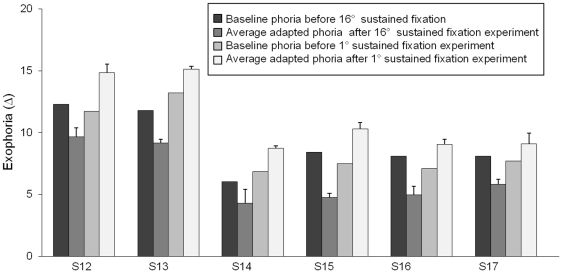 Baseline phoria before 16° sustained fixation
Average adapted phoria after 16° sustained fixation experiment
Baseline phoria before 1° sustained fixation experiment
Average adapted phoria after 1° sustained fixation experiment
Exophoria (Δ)
20
15
10
5
0
S12 S13 S14 S15 S16 S17